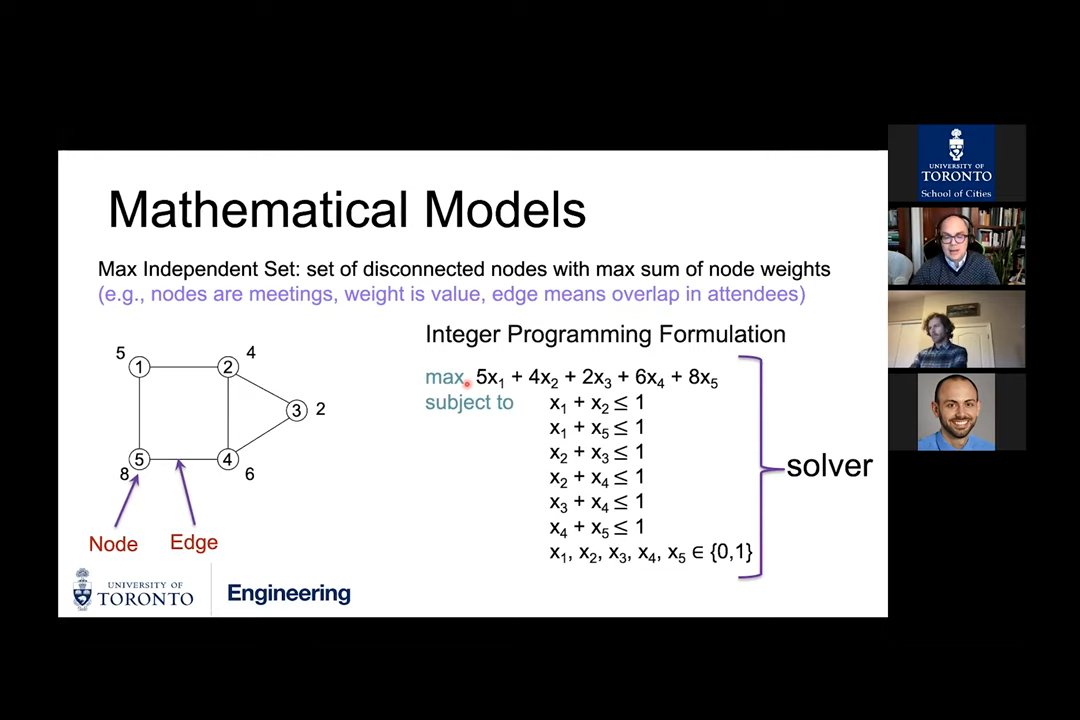 Mathematical Models
Max Independent Set: set of disconnected nodes with max sum of node weights
(e.g., nodes are meetings, weight is value, edge means overlap in attendees)
Integer Programming Formulation
max 5x₁ + 4x₂ + 2x₃ + 6x₄ + 8x₅
subject to
x₁ + x₂ ≤ 1
x₁ + x₅ ≤ 1
x₂ + x₃ ≤ 1
x₂ + x₄ ≤ 1
x₃ + x₄ ≤ 1
x₄ + x₅ ≤ 1
x₁, x₂, x₃, x₄, x₅ ∈ {0,1}
solver
5
4
1
2
3
2
5
4
8
6
Node
Edge
UNIVERSITY OF
TORONTO
Engineering
UNIVERSITY OF
TORONTO
School of Cities